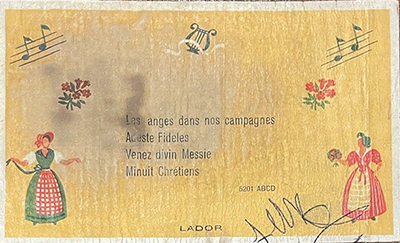 Les anges dans nos campagnes
Adeste Fideles
Venez divin Messie
Minuit Chrétiens
5201 ABCD
LADOR